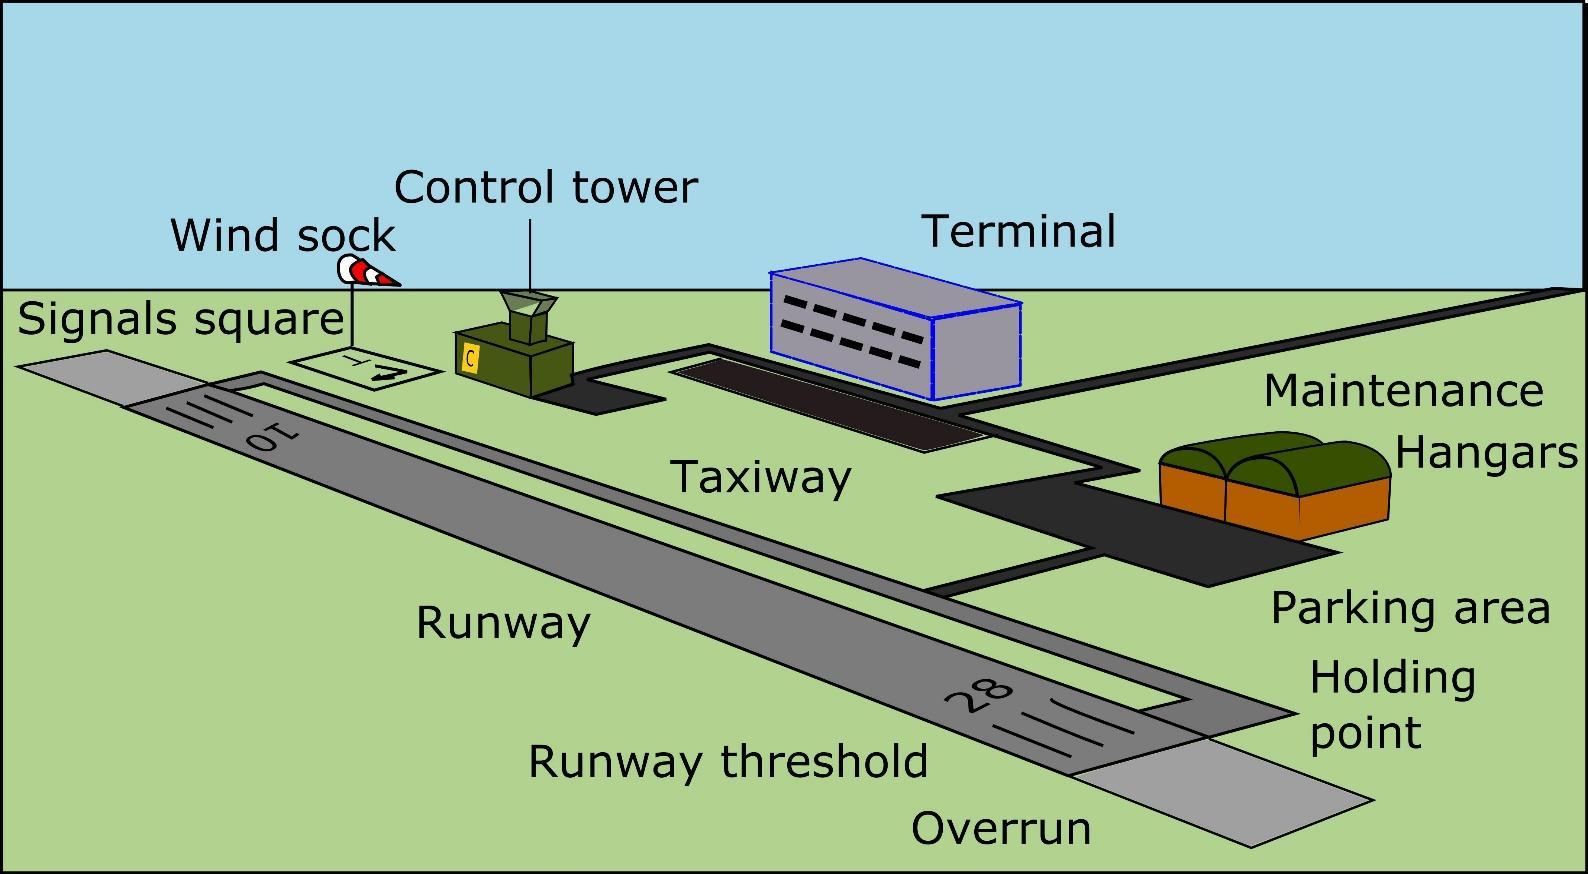 Control tower
Wind sock
Terminal
Signals square
C
Maintenance
Hangars
01
Taxiway
Runway
Parking area
Holding
point
28
Runway threshold
Overrun